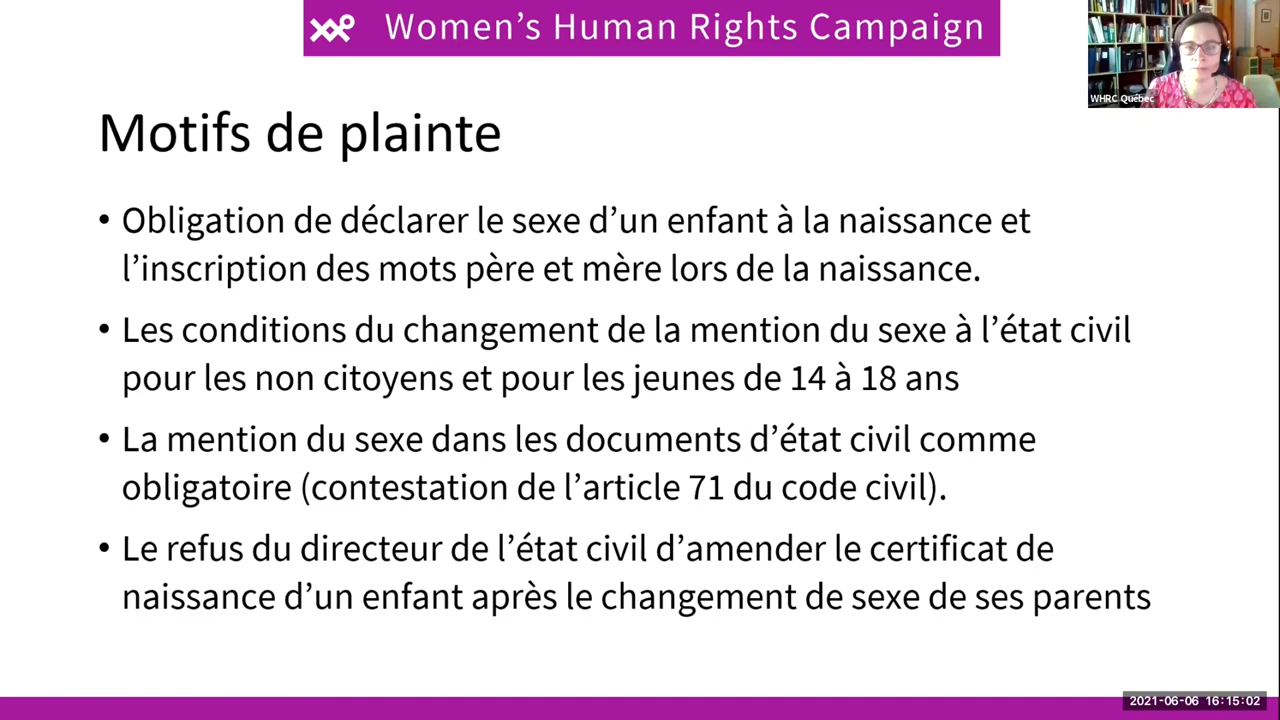 Women’s Human Rights Campaign
WHRC Québec
Motifs de plainte
• Obligation de déclarer le sexe d’un enfant à la naissance et
l’inscription des mots père et mère lors de la naissance.
• Les conditions du changement de la mention du sexe à l’état civil
pour les non citoyens et pour les jeunes de 14 à 18 ans
• La mention du sexe dans les documents d’état civil comme
obligatoire (contestation de l’article 71 du code civil).
• Le refus du directeur de l’état civil d’amender le certificat de
naissance d’un enfant après le changement de sexe de ses parents
2021-06-06 16:15:02